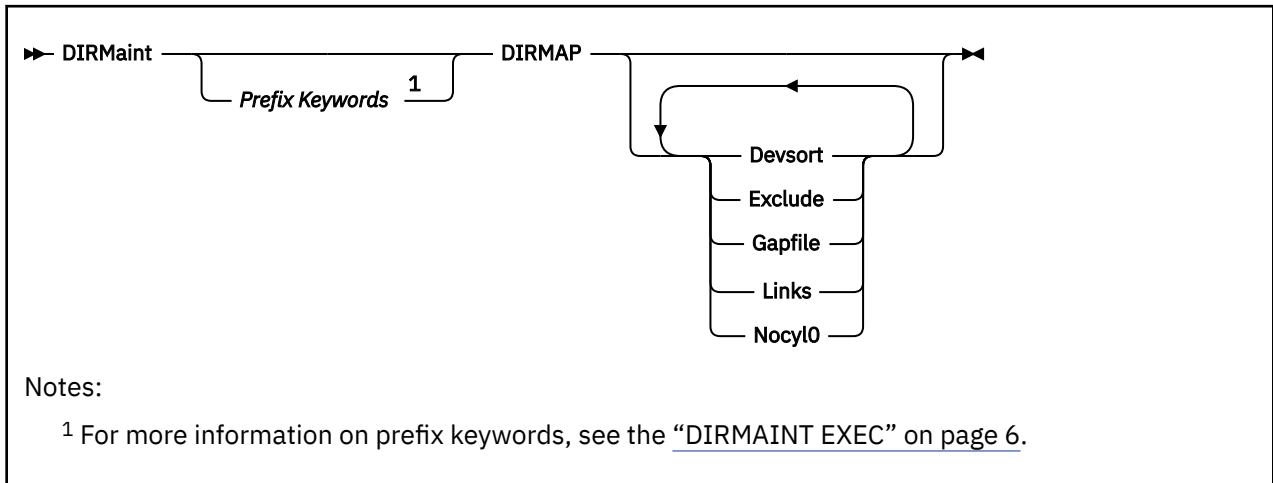 DIRMaint Prefix Keywords 1 DIRMAP
Devsort
Exclude
Gapfile
Links
Nocyl0
Notes:
1 For more information on prefix keywords, see the “DIRMAINT EXEC” on page 6.